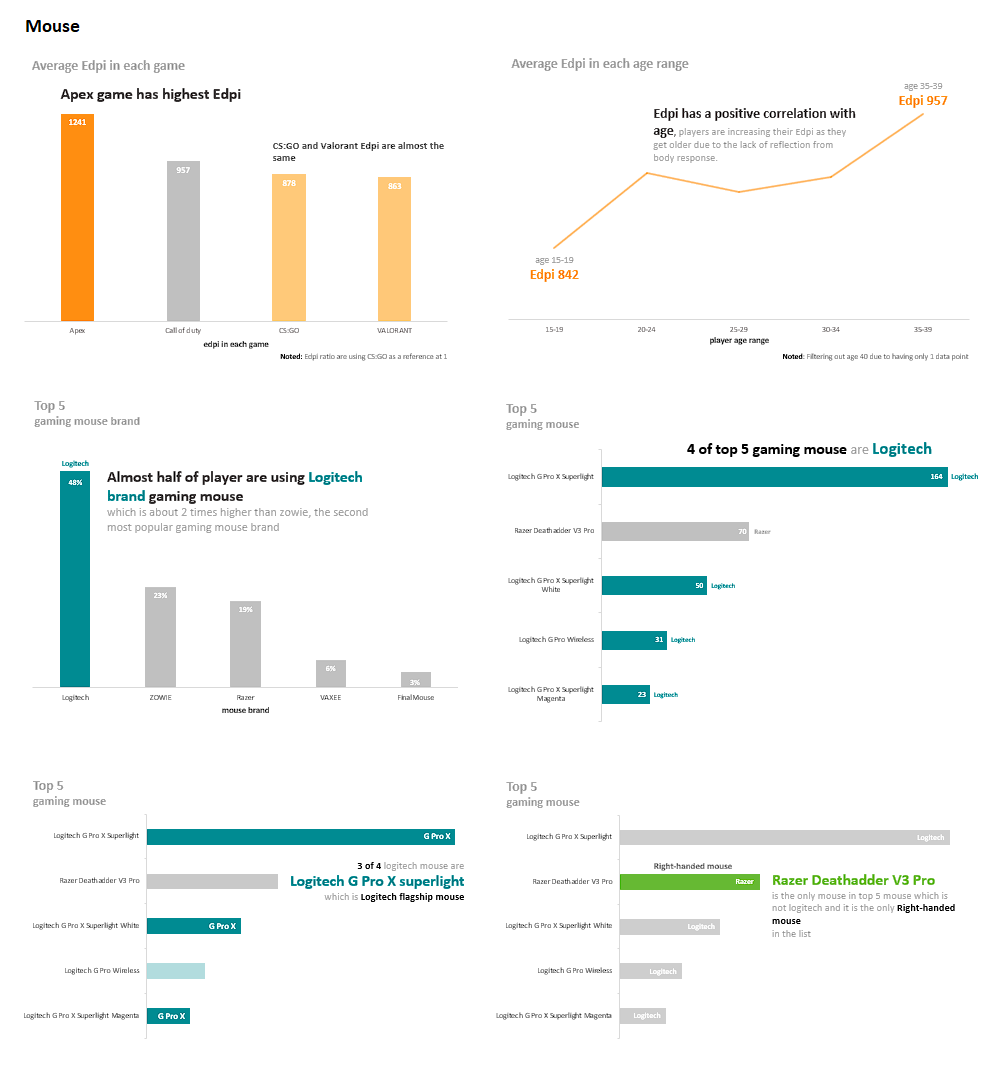 Mouse
Average Edpi in each game
Apex game has highest Edpi
1241
957
CS:GO and Valorant Edpi are almost the
same
878
863
Apex
Call of duty
CS:GO
VALORANT
edpi in each game
Noted: Edpi ratio are using CS:GO as a reference at 1
Average Edpi in each age range
age 35-39
Edpi 957
Edpi has a positive correlation with
age, players are increasing their Edpi as they
get older due to the lack of reflection from
body response.
age 15-19
Edpi 842
15-19
20-24
25-29
30-34
35-39
player age range
Noted: Filtering out age 40 due to having only 1 data point
Top 5
gaming mouse brand
Logitech
48%
Almost half of player are using Logitech
brand gaming mouse
which is about 2 times higher than zowie, the second
most popular gaming mouse brand
23%
19%
6%
3%
Logitech
ZOWIE
Razer
VAXEE
FinalMouse
mouse brand
Top 5
gaming mouse
4 of top 5 gaming mouse are Logitech
Logitech G Pro X Superlight
164
Logitech
Razer Deathadder V3 Pro
70
Razer
Logitech G Pro X Superlight
White
50
Logitech
Logitech G Pro Wireless
31
Logitech
Logitech G Pro X Superlight
Magenta
23
Logitech
Top 5
gaming mouse
Logitech G Pro X Superlight
G Pro X
3 of 4 logitech mouse are
Razer Deathadder V3 Pro
Logitech G Pro X superlight
which is Logitech flagship mouse
Logitech G Pro X Superlight White
G Pro X
Logitech G Pro Wireless
Logitech G Pro X Superlight Magenta
G Pro X
Top 5
gaming mouse
Logitech G Pro X Superlight
Logitech
Right-handed mouse
Razer Deathadder V3 Pro
Razer
Razer Deathadder V3 Pro
is the only mouse in top 5 mouse which is
not logitech and it is the only Right-handed
mouse
in the list
Logitech G Pro X Superlight White
Logitech
Logitech G Pro Wireless
Logitech
Logitech G Pro X Superlight Magenta
Logitech